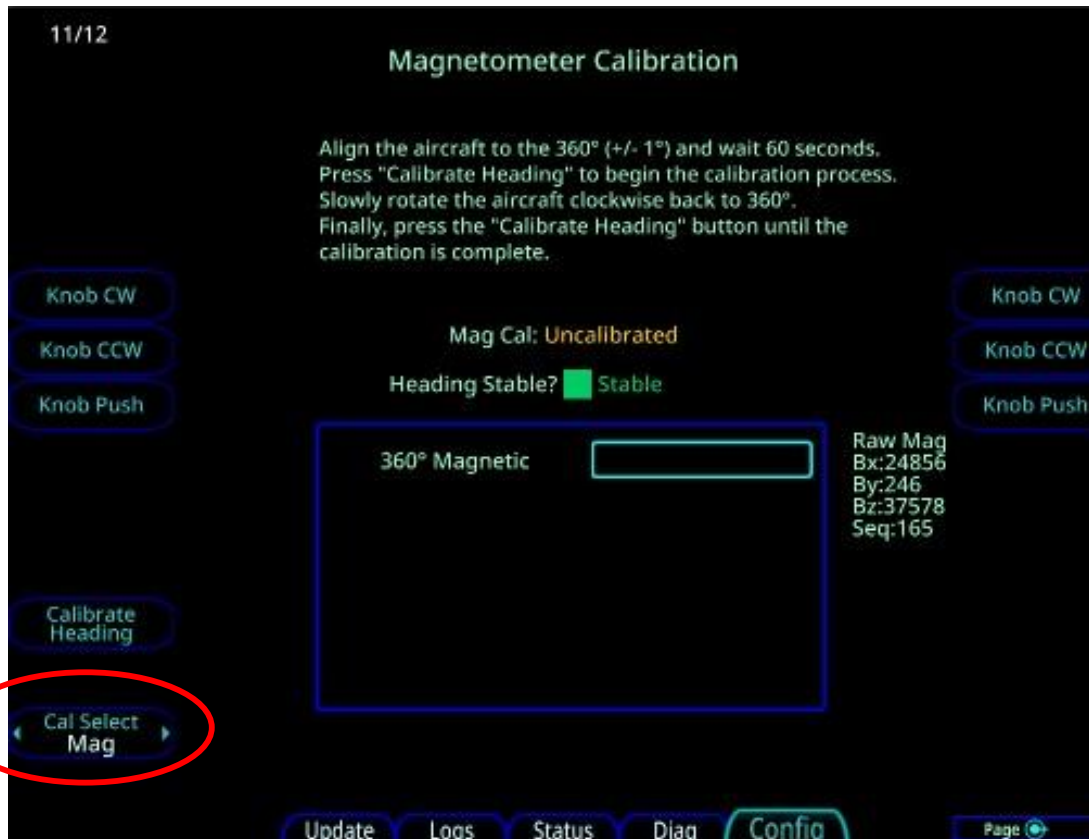 11/12
Magnetometer Calibration
Align the aircraft to the 360° (+/- 1°) and wait 60 seconds.
Press "Calibrate Heading" to begin the calibration process.
Slowly rotate the aircraft clockwise back to 360°.
Finally, press the "Calibrate Heading" button until the
calibration is complete.
Knob CW
Knob CCW
Knob Push
Knob CW
Knob CCW
Knob Push
Mag Cal: Uncalibrated
Heading Stable? Stable
360° Magnetic
Raw Mag
Bx:24856
By:246
Bz:37578
Seq:165
Calibrate
Heading
Cal Select
Mag
Update Logs Status Diag Config Page